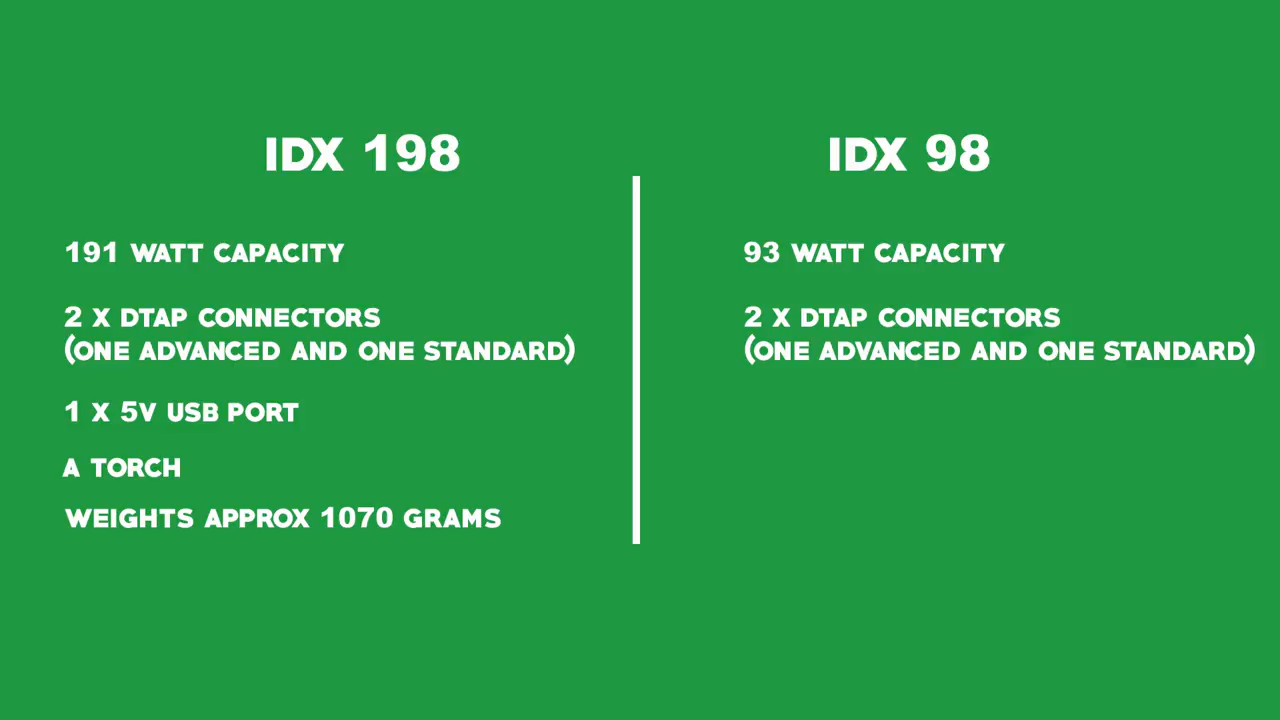 IDX 198
191 WATT CAPACITY
2 X DTAP CONNECTORS
(ONE ADVANCED AND ONE STANDARD)
1 X 5V USB PORT
A TORCH
WEIGHTS APPROX 1070 GRAMS
IDX 98
93 WATT CAPACITY
2 X DTAP CONNECTORS
(ONE ADVANCED AND ONE STANDARD)